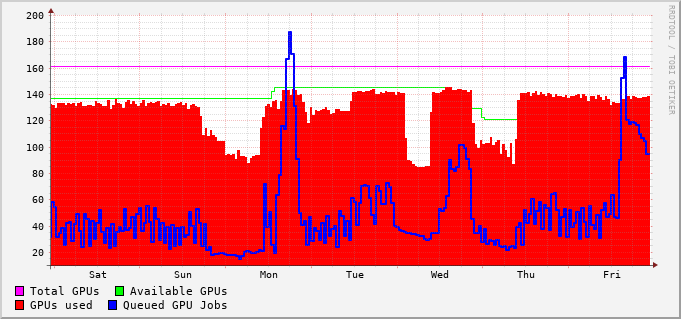 200
180
160
140
120
100
80
60
40
20
Sat Sun Mon Tue Wed Thu Fri
Total GPUs Available GPUs
GPUs used Queued GPU Jobs
RRDTOOL / TOBI OETIKER